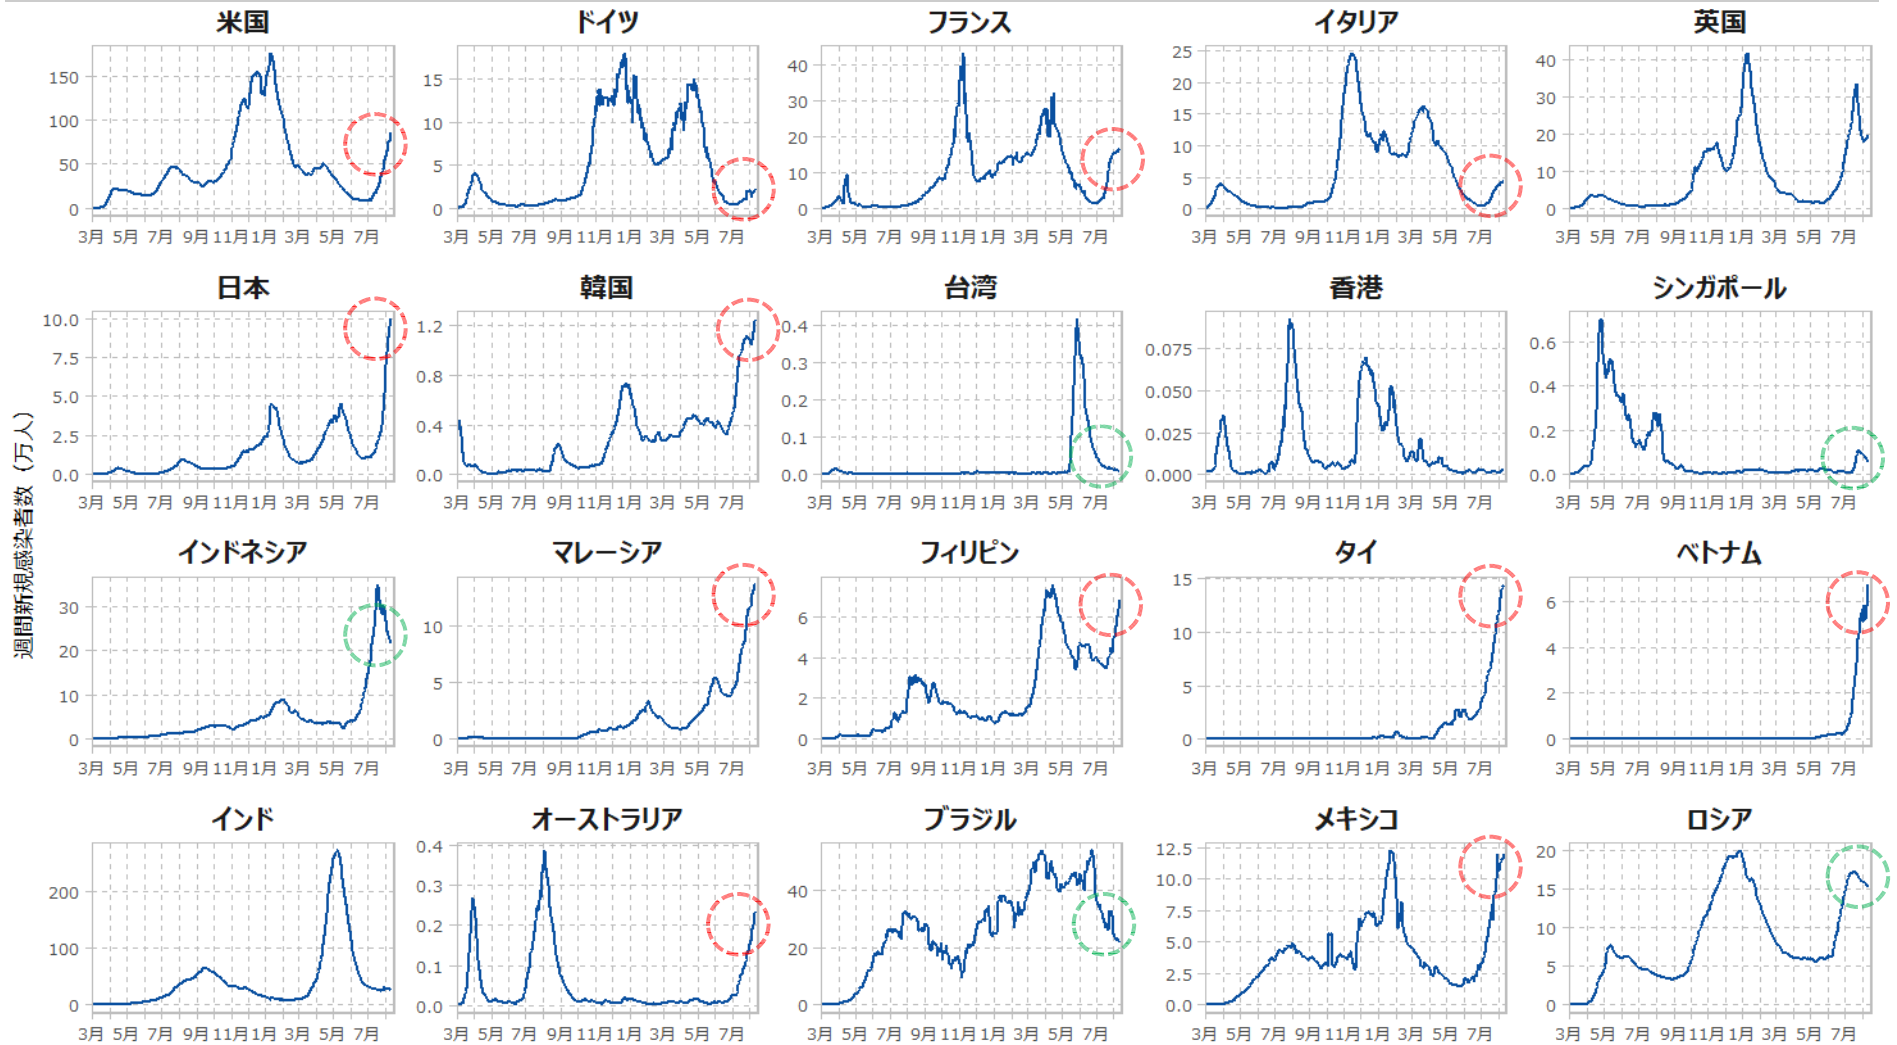 米国 ドイツ フランス イタリア 英国
150 15 40 25 40
100 10 30 20 30
50 5 20 15 20
0 0 10 10 10
0 5 0
0
3月 5月 7月 9月 11月 1月 3月 5月 7月 3月 5月 7月 9月 11月 1月 3月 5月 7月 3月 5月 7月 9月 11月 1月 3月 5月 7月 3月 5月 7月 9月 11月 1月 3月 5月 7月 3月 5月 7月 9月 11月 1月 3月 5月 7月
日本 韓国 台湾 香港 シンガポール
10.0 1.2 0.4 0.075 0.6
7.5 0.8 0.3 0.050 0.4
5.0 0.4 0.2 0.025 0.2
2.5 0.0 0.1 0.000 0.0
0.0 0.0
3月 5月 7月 9月 11月 1月 3月 5月 7月 3月 5月 7月 9月 11月 1月 3月 5月 7月 3月 5月 7月 9月 11月 1月 3月 5月 7月 3月 5月 7月 9月 11月 1月 3月 5月 7月 3月 5月 7月 9月 11月 1月 3月 5月 7月
週間新規感染者数（万人）
インドネシア マレーシア フィリピン タイ ベトナム
30 10 6 15 6
20 5 4 10 4
10 0 2 5 2
0 0 0 0
3月 5月 7月 9月 11月 1月 3月 5月 7月 3月 5月 7月 9月 11月 1月 3月 5月 7月 3月 5月 7月 9月 11月 1月 3月 5月 7月 3月 5月 7月 9月 11月 1月 3月 5月 7月 3月 5月 7月 9月 11月 1月 3月 5月 7月
インド オーストラリア ブラジル メキシコ ロシア
200 0.4 40 12.5 20
100 0.3 20 10.0 15
0 0.2 0 7.5 10
0.1 5.0 5
0.0 2.5 0
0.0
3月 5月 7月 9月 11月 1月 3月 5月 7月 3月 5月 7月 9月 11月 1月 3月 5月 7月 3月 5月 7月 9月 11月 1月 3月 5月 7月 3月 5月 7月 9月 11月 1月 3月 5月 7月 3月 5月 7月 9月 11月 1月 3月 5月 7月